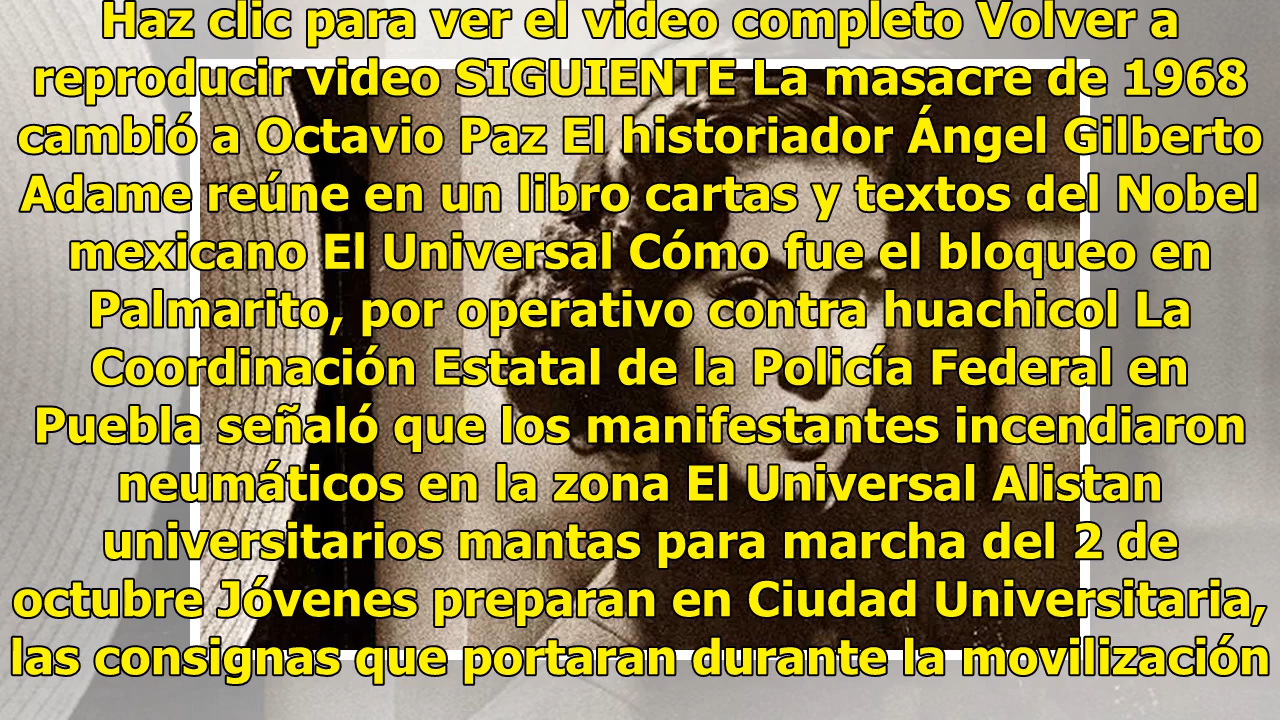 Haz clic para ver el video completo Volver a
reproducir video SIGUIENTE La masacre de 1968
cambió a Octavio Paz El historiador Ángel Gilberto
Adame reúne en un libro cartas y textos del Nobel
mexicano El Universal Cómo fue el bloqueo en
Palmarito, por operativo contra huachicol La
Coordinación Estatal de la Policía Federal en
Puebla señaló que los manifestantes incendiaron
neumáticos en la zona El Universal Alistan
universitarios mantas para marcha del 2 de
octubre Jóvenes preparan en Ciudad Universitaria,
las consignas que portaran durante la movilización